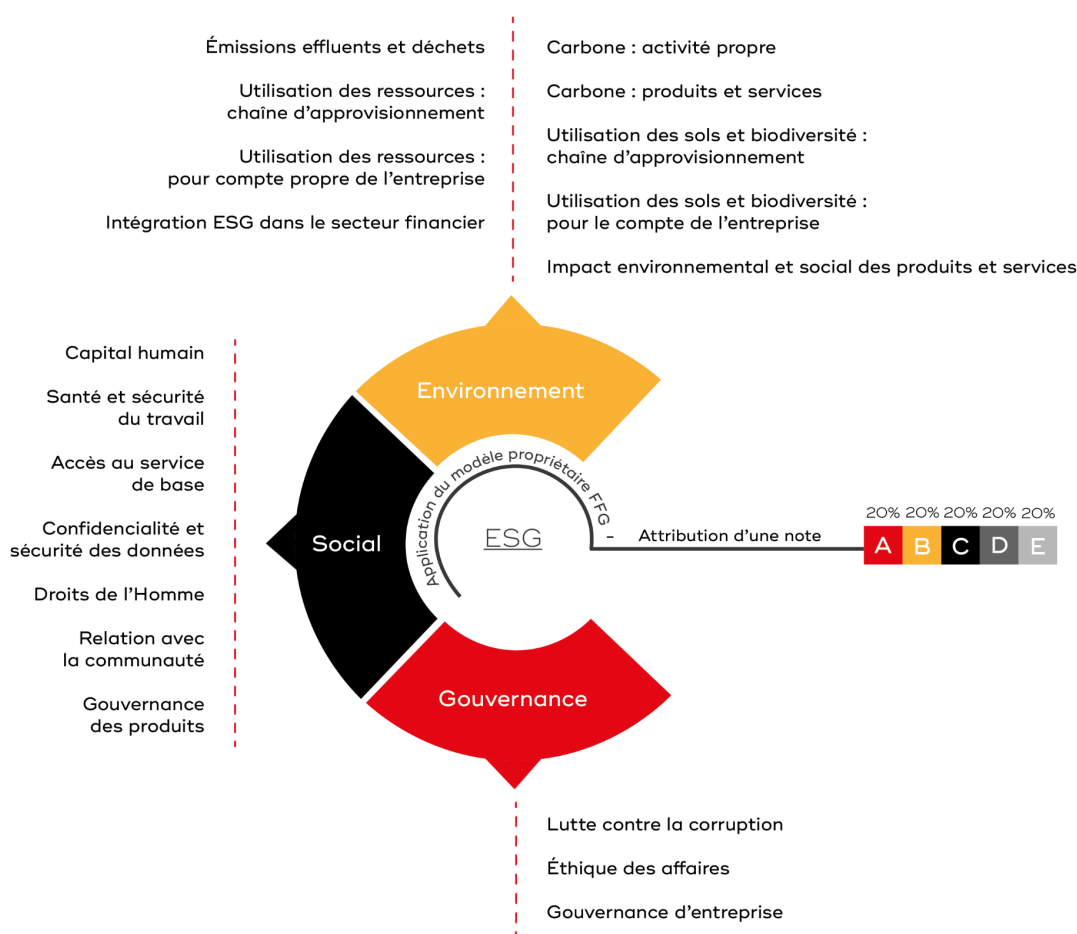 Émissions effluents et déchets
Utilisation des ressources :
chaîne d'approvisionnement
Utilisation des ressources :
pour compte propre de l'entreprise
Intégration ESG dans le secteur financier
Carbone : activité propre
Carbone : produits et services
Utilisation des sols et biodiversité :
chaîne d'approvisionnement
Utilisation des sols et biodiversité :
pour le compte de l'entreprise
Impact environnemental et social des produits et services
Environnement
Capital humain
Santé et sécurité
du travail
Accès au service
de base
Confidencialité et
sécurité des données
Droits de l'Homme
Relation avec
la communauté
Gouvernance
des produits
Social
Application du modèle propriétaire FFG -
ESG
Attribution d'une note
20% 20% 20% 20% 20%
A B C D E
Gouvernance
Lutte contre la corruption
Éthique des affaires
Gouvernance d'entreprise